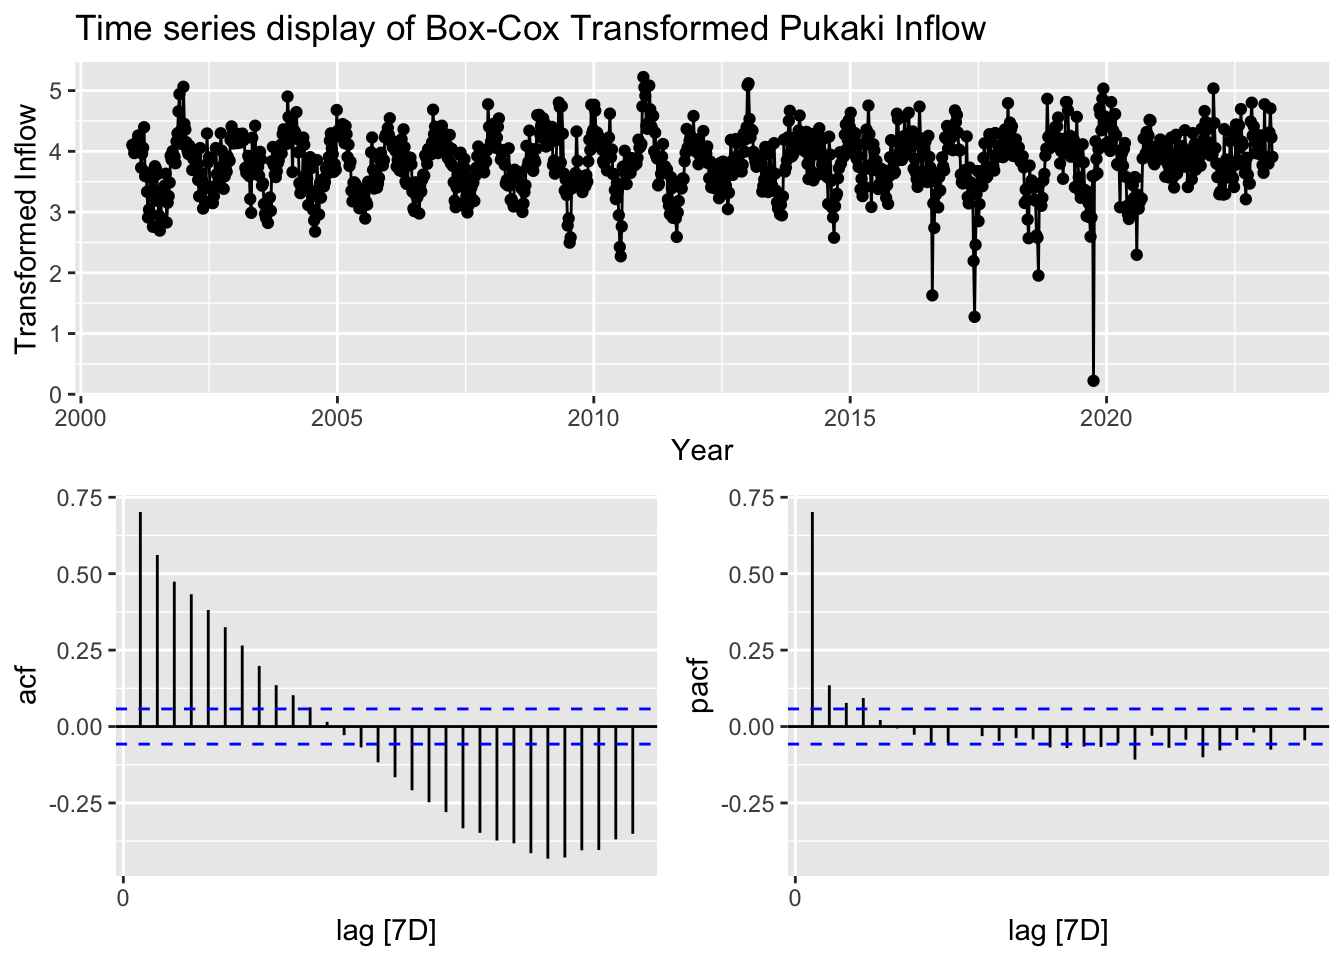 Time series display of Box-Cox Transformed Pukaki Inflow
Transformed Inflow
5
4
3
2
1
0
2000 2005 2010 2015 2020
Year
acf
0.75
0.50
0.25
0.00
-0.25
0
lag [7D]
pacf
0.75
0.50
0.25
0.00
-0.25
0
lag [7D]